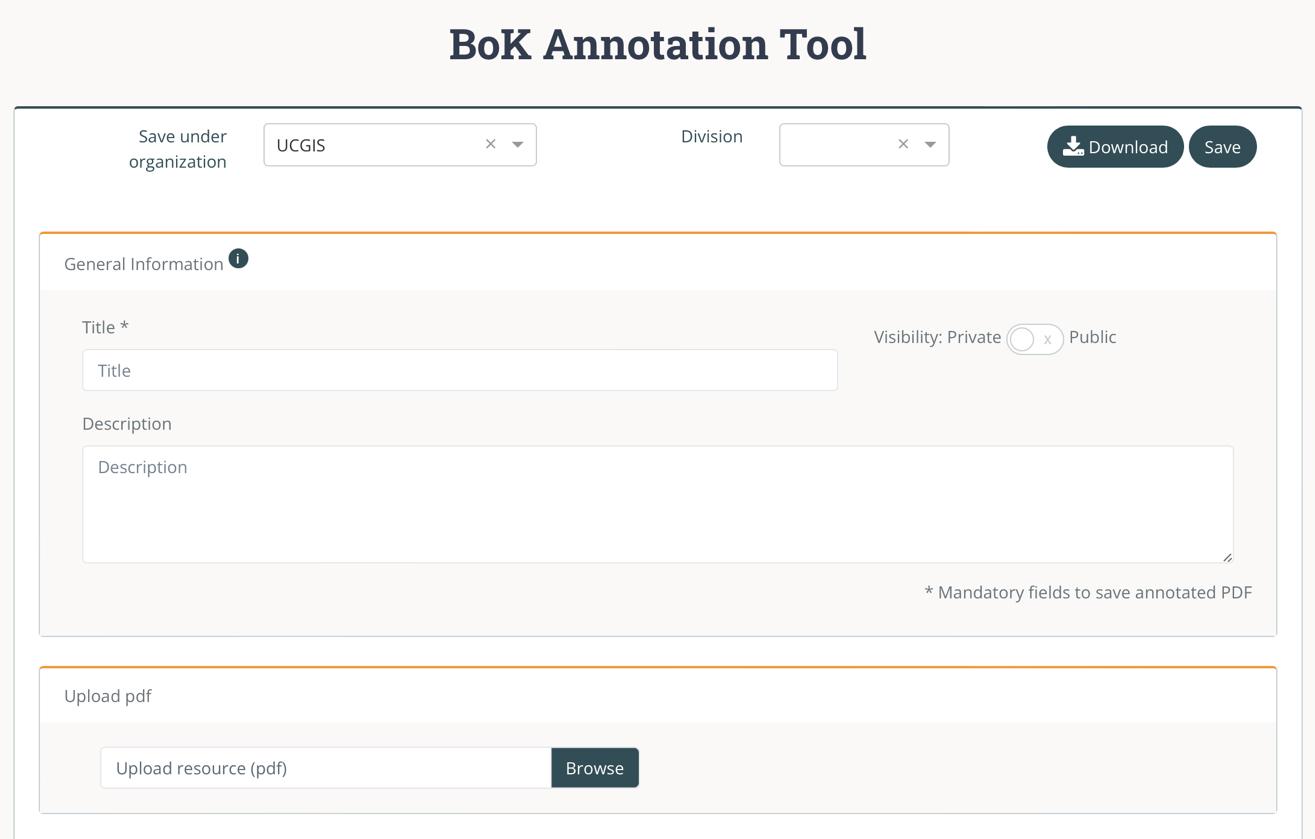 BoK Annotation Tool
Save under
organization
UCGIS
×
Division
×
Download
Save
General Information i
Title *
Title
Visibility: Private x Public
Description
Description
* Mandatory fields to save annotated PDF
Upload pdf
Upload resource (pdf)
Browse